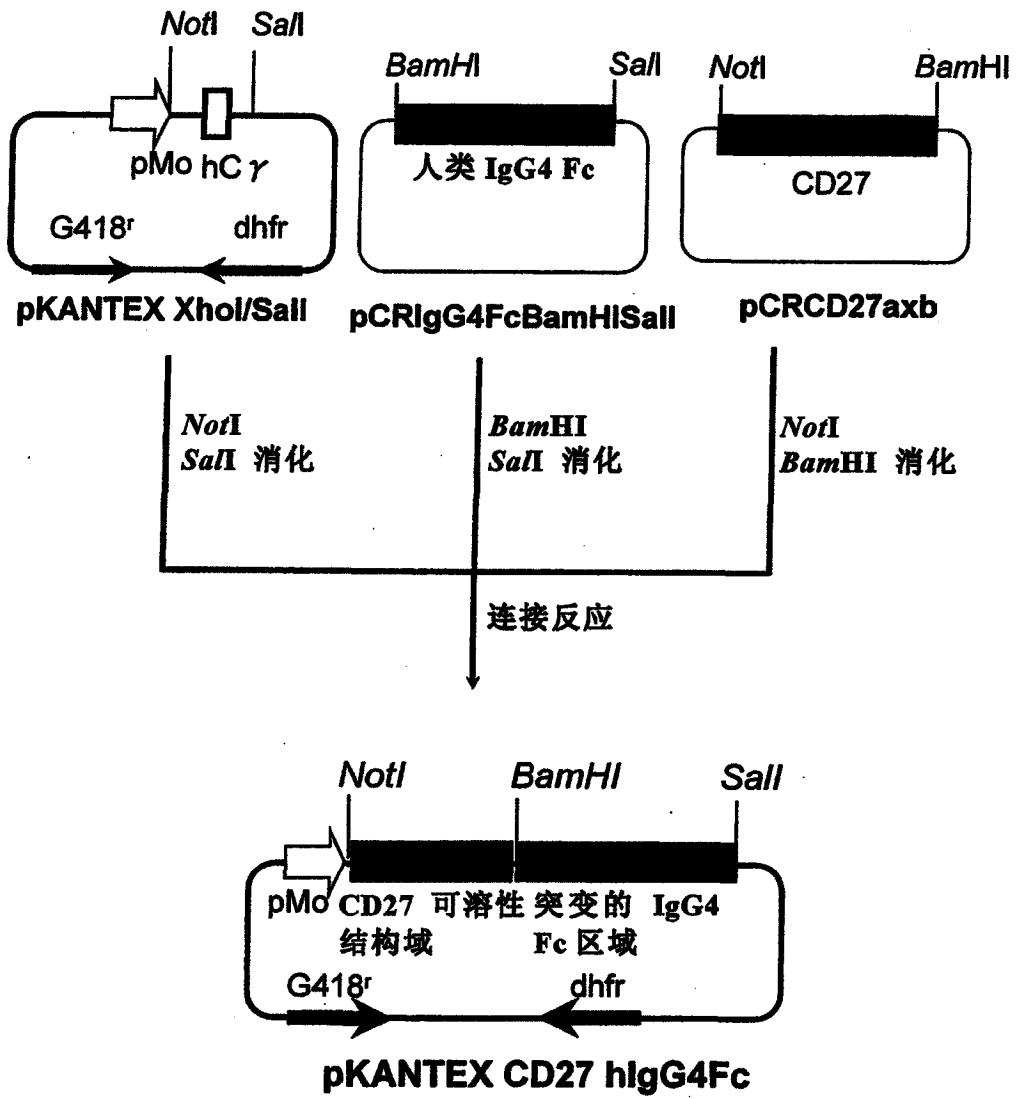 NotI SalI
BamHI SalI
NotI BamHI
pMo hCγ
G418r dhfr
pKANTEX XhoI/SalI
人类 IgG4 Fc
pCRIgG4FcBamHISalI
CD27
pCRCD27axb
NotI
SalI 消化
BamHI
SalI 消化
NotI
BamHI 消化
连接反应
NotI BamHI SalI
pMo
CD27 可溶性
结构域
突变的 IgG4
Fc 区域
G418r dhfr
pKANTEX CD27 hIgG4Fc